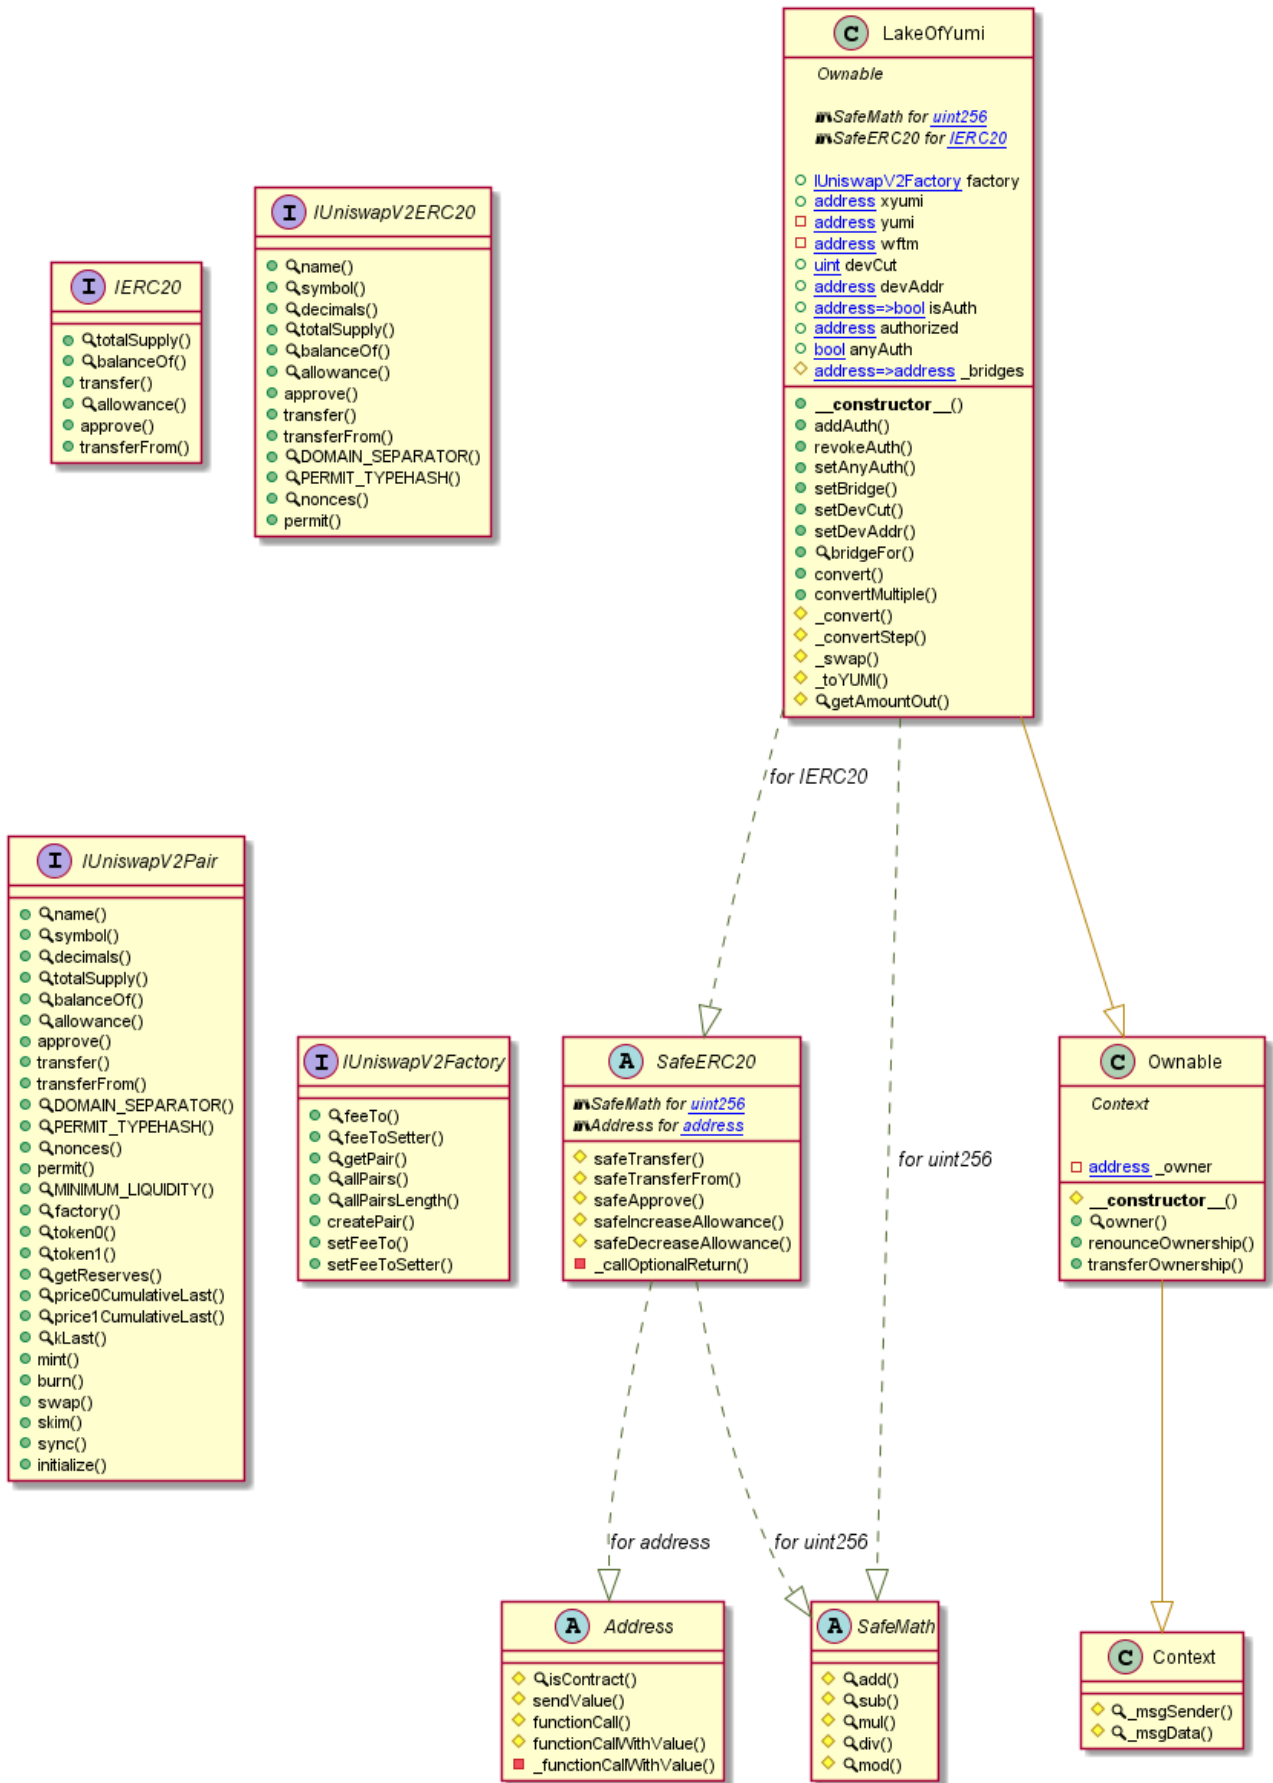 C LakeOfYumi
Ownable
SafeMath for uint256
SafeERC20 for IERC20
IUniswapV2Factory factory
address xyumi
address yumi
address wftm
uint devCut
address devAddr
address=>bool isAuth
address authorized
bool anyAuth
address=>address _bridges
__constructor__()
addAuth()
revokeAuth()
setAnyAuth()
setBridge()
setDevCut()
setDevAddr()
bridgeFor()
convert()
convertMultiple()
_convert()
_convertStep()
_swap()
_toYUMI()
getAmountOut()
I IUniswapV2ERC20
name()
symbol()
decimals()
totalSupply()
balanceOf()
allowance()
approve()
transfer()
transferFrom()
DOMAIN_SEPARATOR()
PERMIT_TYPEHASH()
nonces()
permit()
I IERC20
totalSupply()
balanceOf()
transfer()
allowance()
approve()
transferFrom()
for IERC20
I IUniswapV2Pair
name()
symbol()
decimals()
totalSupply()
balanceOf()
allowance()
approve()
transfer()
transferFrom()
DOMAIN_SEPARATOR()
PERMIT_TYPEHASH()
nonces()
permit()
MINIMUM_LIQUIDITY()
factory()
token0()
token1()
getReserves()
price0CumulativeLast()
price1CumulativeLast()
kLast()
mint()
burn()
swap()
skim()
sync()
initialize()
I IUniswapV2Factory
feeTo()
feeToSetter()
getPair()
allPairs()
allPairsLength()
createPair()
setFeeTo()
setFeeToSetter()
A SafeERC20
SafeMath for uint256
Address for address
safeTransfer()
safeTransferFrom()
safeApprove()
safeIncreaseAllowance()
safeDecreaseAllowance()
_callOptionalReturn()
for uint256
C Ownable
Context
address _owner
__constructor__()
owner()
renounceOwnership()
transferOwnership()
for address
for uint256
A Address
isContract()
sendValue()
functionCall()
functionCallWithValue()
_functionCallWithValue()
A SafeMath
add()
sub()
mul()
div()
mod()
C Context
_msgSender()
_msgData()